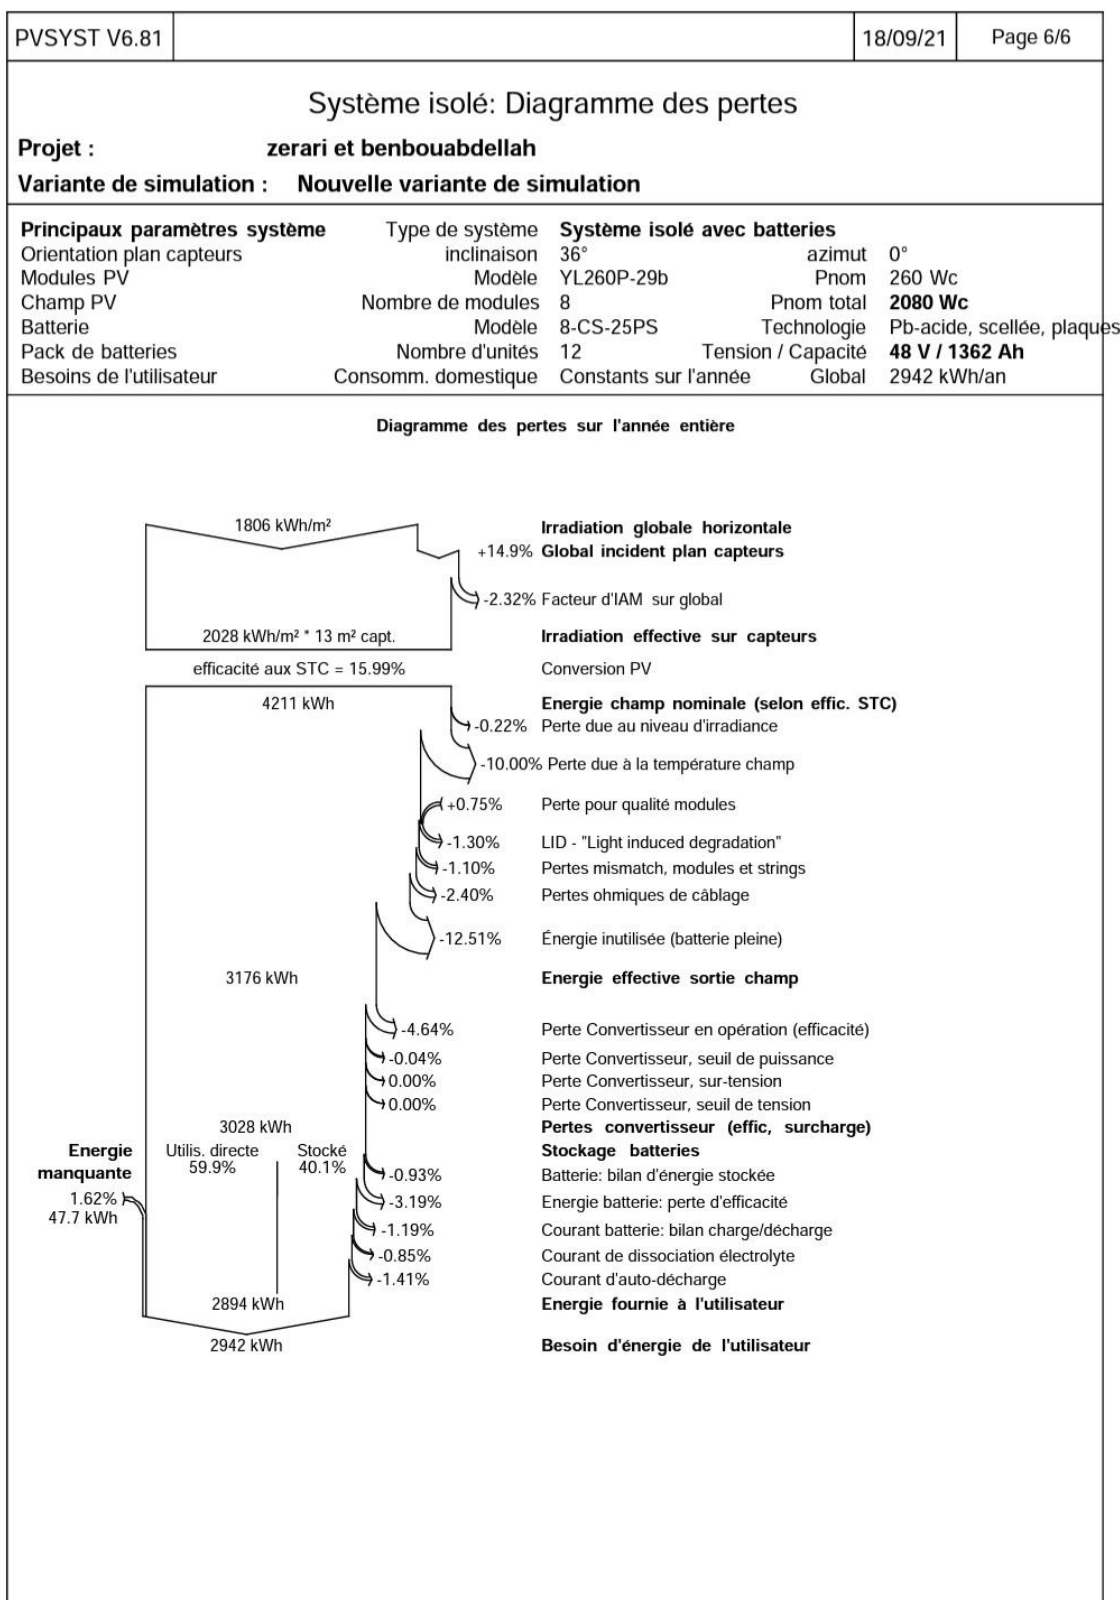 PVSYST V6.81 18/09/21 Page 6/6
Système isolé: Diagramme des pertes
Projet : zerari et benbouabdellah
Variante de simulation : Nouvelle variante de simulation
Principaux paramètres système Type de système Système isolé avec batteries
Orientation plan capteurs inclinaison 36° azimut 0°
Modules PV Modèle YL260P-29b Pnom 260 Wc
Champ PV Nombre de modules 8 Pnom total 2080 Wc
Batterie Modèle 8-CS-25PS Technologie Pb-acide, scellée, plaques
Pack de batteries Nombre d'unités 12 Tension / Capacité 48 V / 1362 Ah
Besoins de l'utilisateur Consomm. domestique Constants sur l'année Global 2942 kWh/an
Diagramme des pertes sur l'année entière
1806 kWh/m² Irradiation globale horizontale
+14.9% Global incident plan capteurs
-2.32% Facteur d'IAM sur global
2028 kWh/m² * 13 m² capt. Irradiation effective sur capteurs
efficacité aux STC = 15.99% Conversion PV
4211 kWh Energie champ nominale (selon effic. STC)
-0.22% Perte due au niveau d'irradiance
-10.00% Perte due à la température champ
+0.75% Perte pour qualité modules
-1.30% LID - "Light induced degradation"
-1.10% Pertes mismatch, modules et strings
-2.40% Pertes ohmiques de câblage
-12.51% Énergie inutilisée (batterie pleine)
3176 kWh Energie effective sortie champ
-4.64% Perte Convertisseur en opération (efficacité)
-0.04% Perte Convertisseur, seuil de puissance
0.00% Perte Convertisseur, sur-tension
0.00% Perte Convertisseur, seuil de tension
3028 kWh Pertes convertisseur (effic, surcharge)
Energie Utilis. directe Stocké Stockage batteries
manquante 59.9% 40.1% -0.93% Batterie: bilan d'énergie stockée
1.62% -3.19% Energie batterie: perte d'efficacité
47.7 kWh -1.19% Courant batterie: bilan charge/décharge
-0.85% Courant de dissociation électrolyte
-1.41% Courant d'auto-décharge
2894 kWh Energie fournie à l'utilisateur
2942 kWh Besoin d'énergie de l'utilisateur